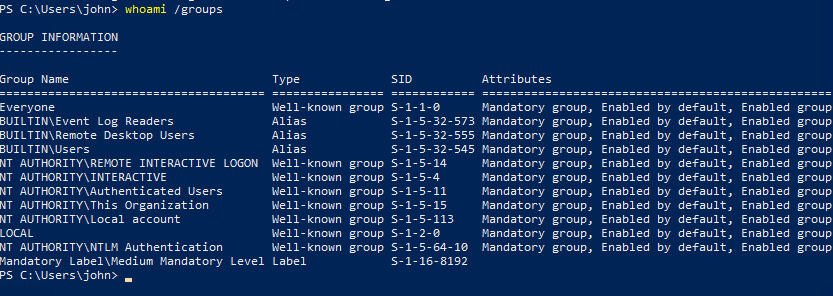 PS C:\Users\john> whoami /groups
GROUP INFORMATION
-----------------
Group Name Type SID Attributes
====================================== ================ ============ ==================================================
Everyone Well-known group S-1-1-0 Mandatory group, Enabled by default, Enabled group
BUILTIN\Event Log Readers Alias S-1-5-32-573 Mandatory group, Enabled by default, Enabled group
BUILTIN\Remote Desktop Users Alias S-1-5-32-555 Mandatory group, Enabled by default, Enabled group
BUILTIN\Users Alias S-1-5-32-545 Mandatory group, Enabled by default, Enabled group
NT AUTHORITY\REMOTE INTERACTIVE LOGON Well-known group S-1-5-14 Mandatory group, Enabled by default, Enabled group
NT AUTHORITY\INTERACTIVE Well-known group S-1-5-4 Mandatory group, Enabled by default, Enabled group
NT AUTHORITY\Authenticated Users Well-known group S-1-5-11 Mandatory group, Enabled by default, Enabled group
NT AUTHORITY\This Organization Well-known group S-1-5-15 Mandatory group, Enabled by default, Enabled group
NT AUTHORITY\Local account Well-known group S-1-5-113 Mandatory group, Enabled by default, Enabled group
LOCAL Well-known group S-1-2-0 Mandatory group, Enabled by default, Enabled group
NT AUTHORITY\NTLM Authentication Well-known group S-1-5-64-10 Mandatory group, Enabled by default, Enabled group
Mandatory Label\Medium Mandatory Level Label S-1-16-8192
PS C:\Users\john>